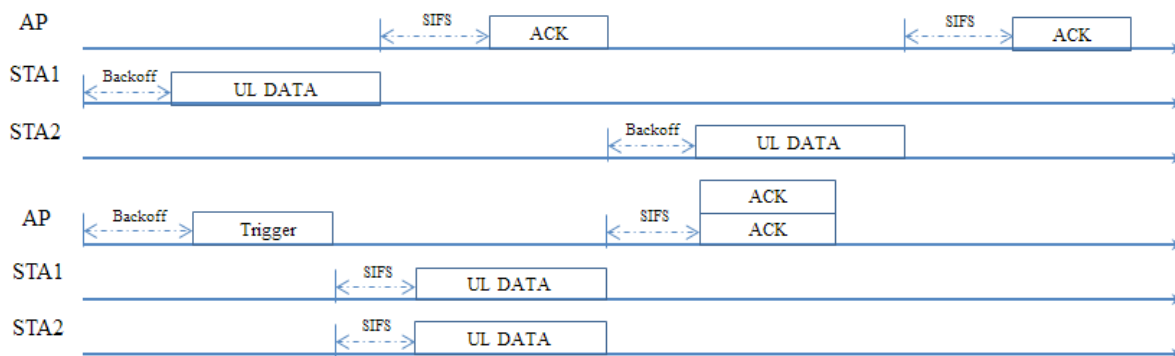 AP SIFS ACK SIFS ACK
STA1 Backoff UL DATA
STA2 Backoff UL DATA
ACK
AP Backoff Trigger SIFS ACK
STA1 SIFS UL DATA
STA2 SIFS UL DATA